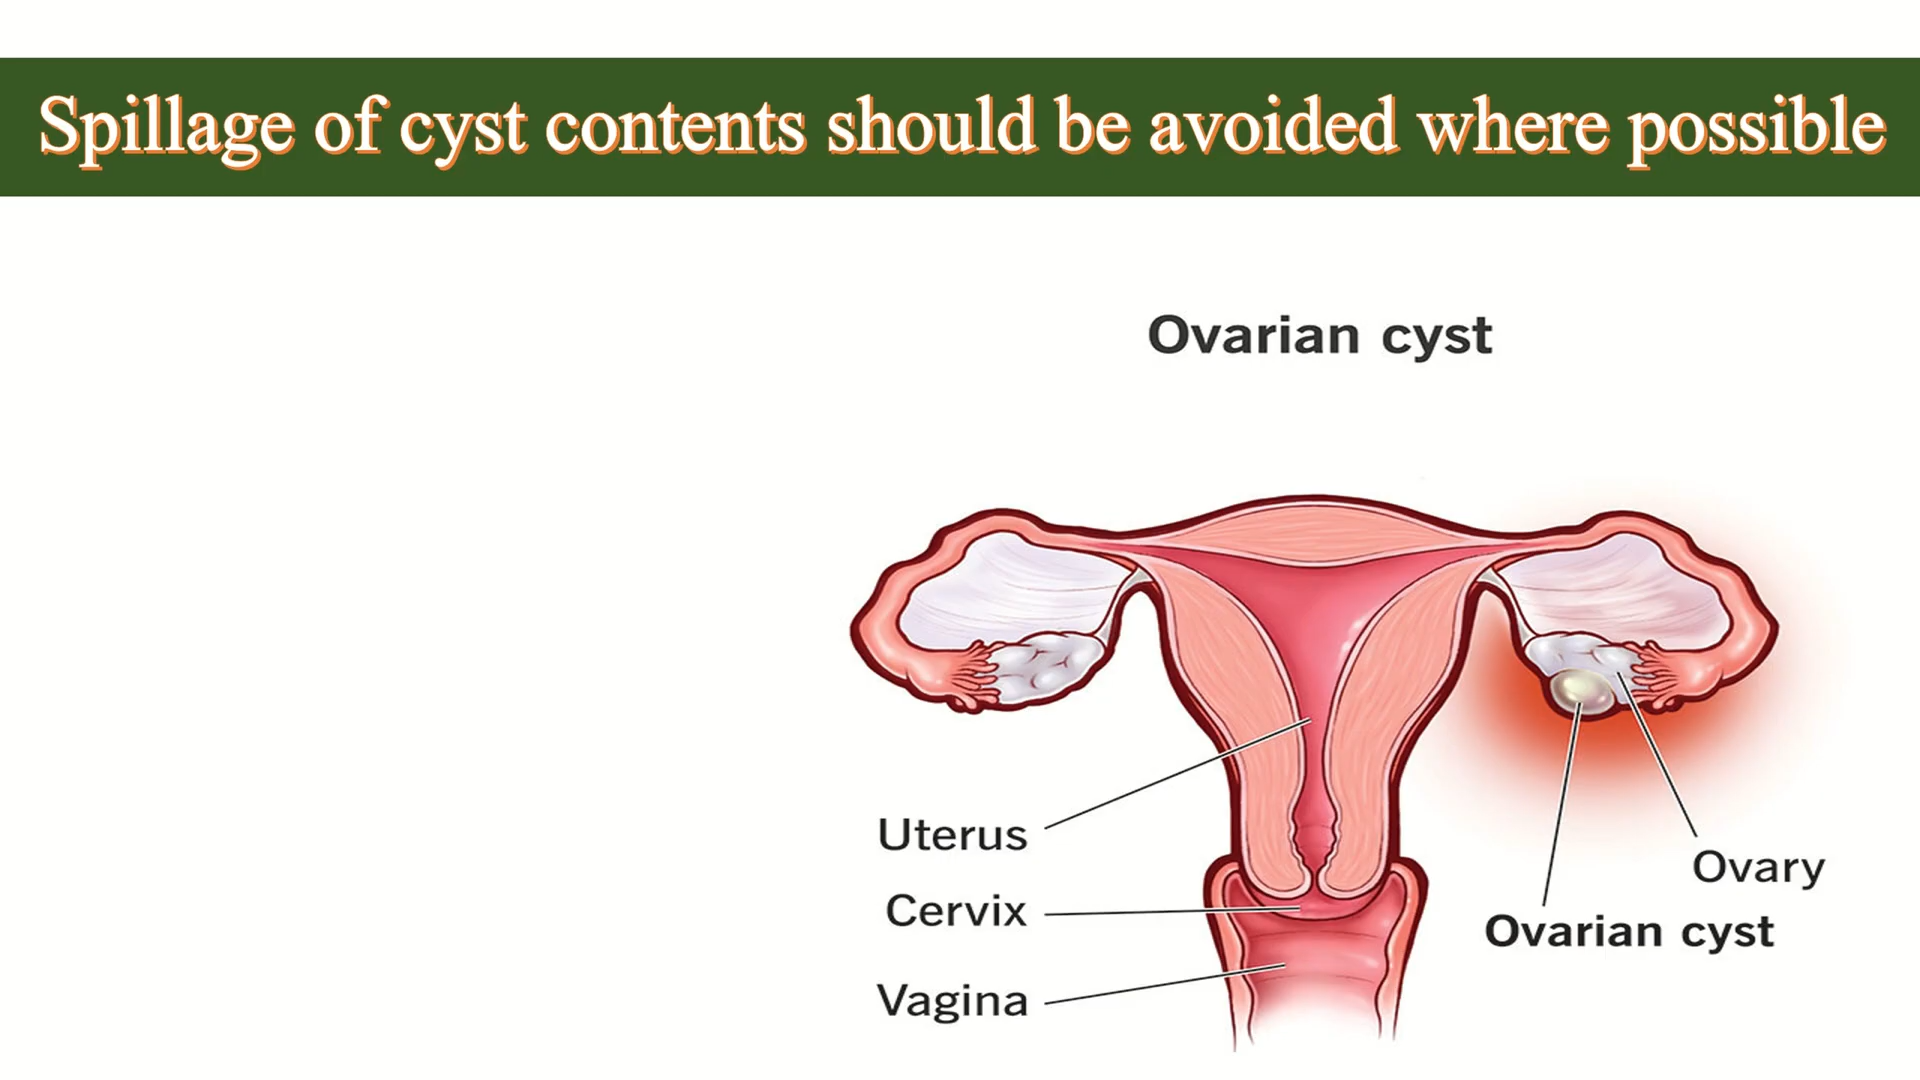 Spillage of cyst contents should be avoided where possible
Ovarian cyst
Uterus
Cervix
Vagina
Ovary
Ovarian cyst